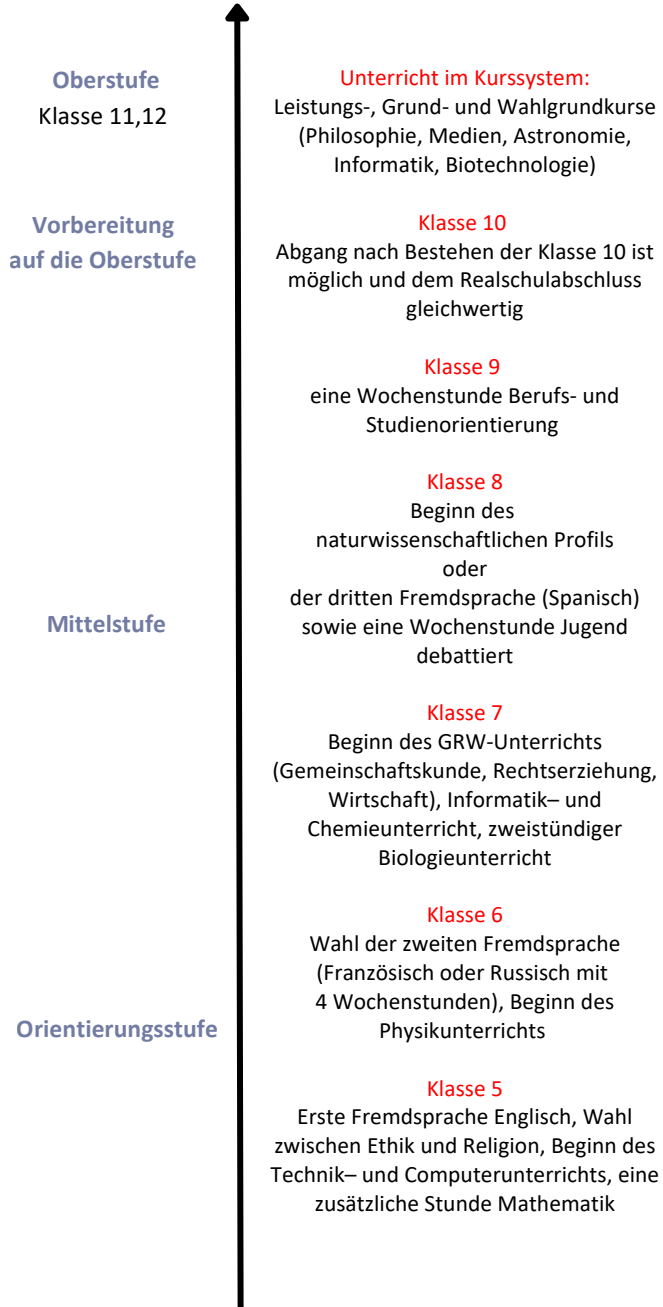 Oberstufe
Klasse 11,12
Unterricht im Kurssystem:
Leistungs-, Grund- und Wahlgrundkurse
(Philosophie, Medien, Astronomie,
Informatik, Biotechnologie)
Vorbereitung
auf die Oberstufe
Klasse 10
Abgang nach Bestehen der Klasse 10 ist
möglich und dem Realschulabschluss
gleichwertig
Klasse 9
eine Wochenstunde Berufs- und
Studienorientierung
Mittelstufe
Klasse 8
Beginn des
naturwissenschaftlichen Profils
oder
der dritten Fremdsprache (Spanisch)
sowie eine Wochenstunde Jugend
debattiert
Klasse 7
Beginn des GRW-Unterrichts
(Gemeinschaftskunde, Rechtserziehung,
Wirtschaft), Informatik– und
Chemieunterricht, zweistündiger
Biologieunterricht
Orientierungsstufe
Klasse 6
Wahl der zweiten Fremdsprache
(Französisch oder Russisch mit
4 Wochenstunden), Beginn des
Physikunterrichts
Klasse 5
Erste Fremdsprache Englisch, Wahl
zwischen Ethik und Religion, Beginn des
Technik– und Computerunterrichts, eine
zusätzliche Stunde Mathematik